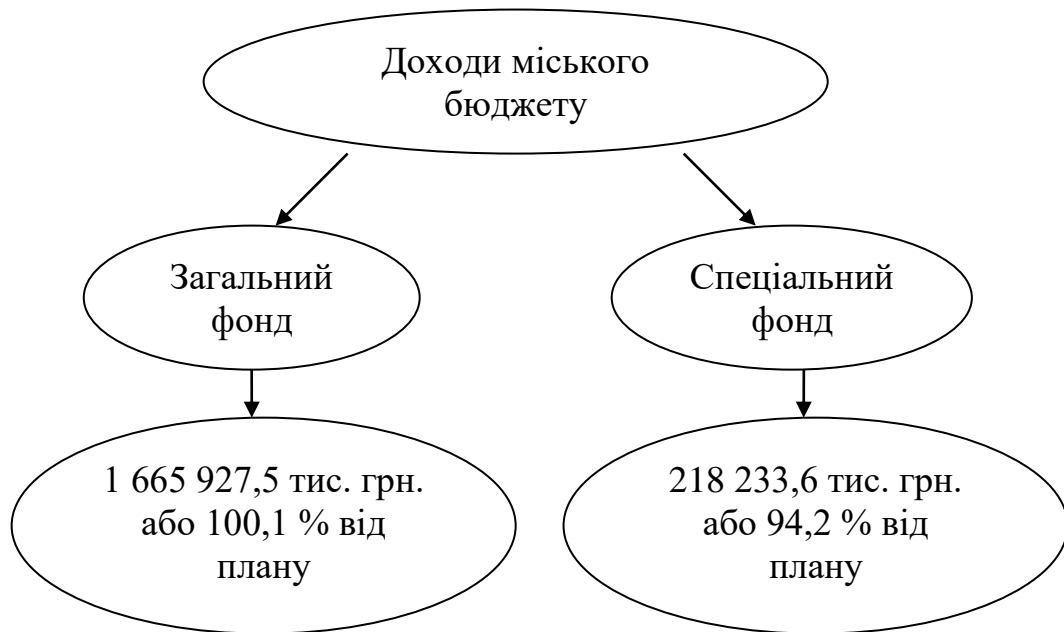 Доходи міського
бюджету
Загальний
фонд
Спеціальний
фонд
1 665 927,5 тис. грн.
або 100,1 % від
плану
218 233,6 тис. грн.
або 94,2 % від
плану